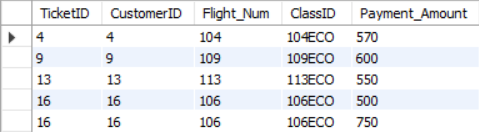 TicketID CustomerID Flight_Num ClassID Payment_Amount
4 4 104 104ECO 570
9 9 109 109ECO 600
13 13 113 113ECO 550
16 16 106 106ECO 500
16 16 106 106ECO 750